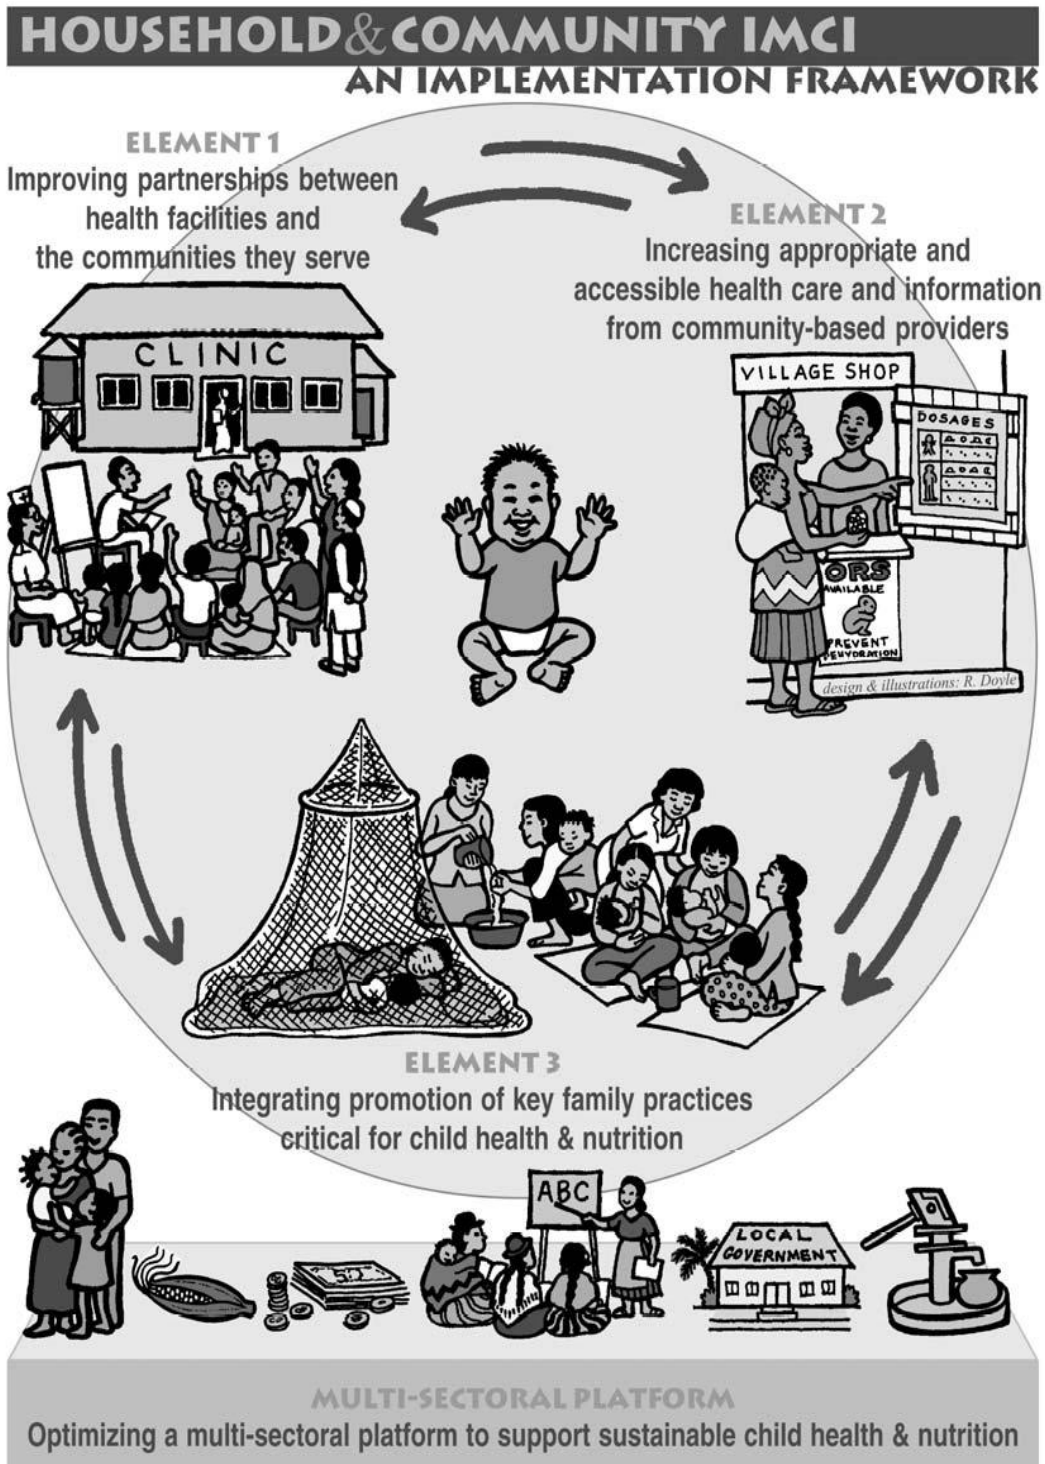 HOUSEHOLD & COMMUNITY IMCI
AN IMPLEMENTATION FRAMEWORK
ELEMENT 1
Improving partnerships between
health facilities and
the communities they serve
ELEMENT 2
Increasing appropriate and
accessible health care and information
from community-based providers
CLINIC
VILLAGE SHOP
DOSAGES
ORS
AVAILABLE
PREVENT
DEHYDRATION
design & illustrations: R. Doyle
ELEMENT 3
Integrating promotion of key family practices
critical for child health & nutrition
ABC
LOCAL
GOVERNMENT
MULTI-SECTORAL PLATFORM
Optimizing a multi-sectoral platform to support sustainable child health & nutrition